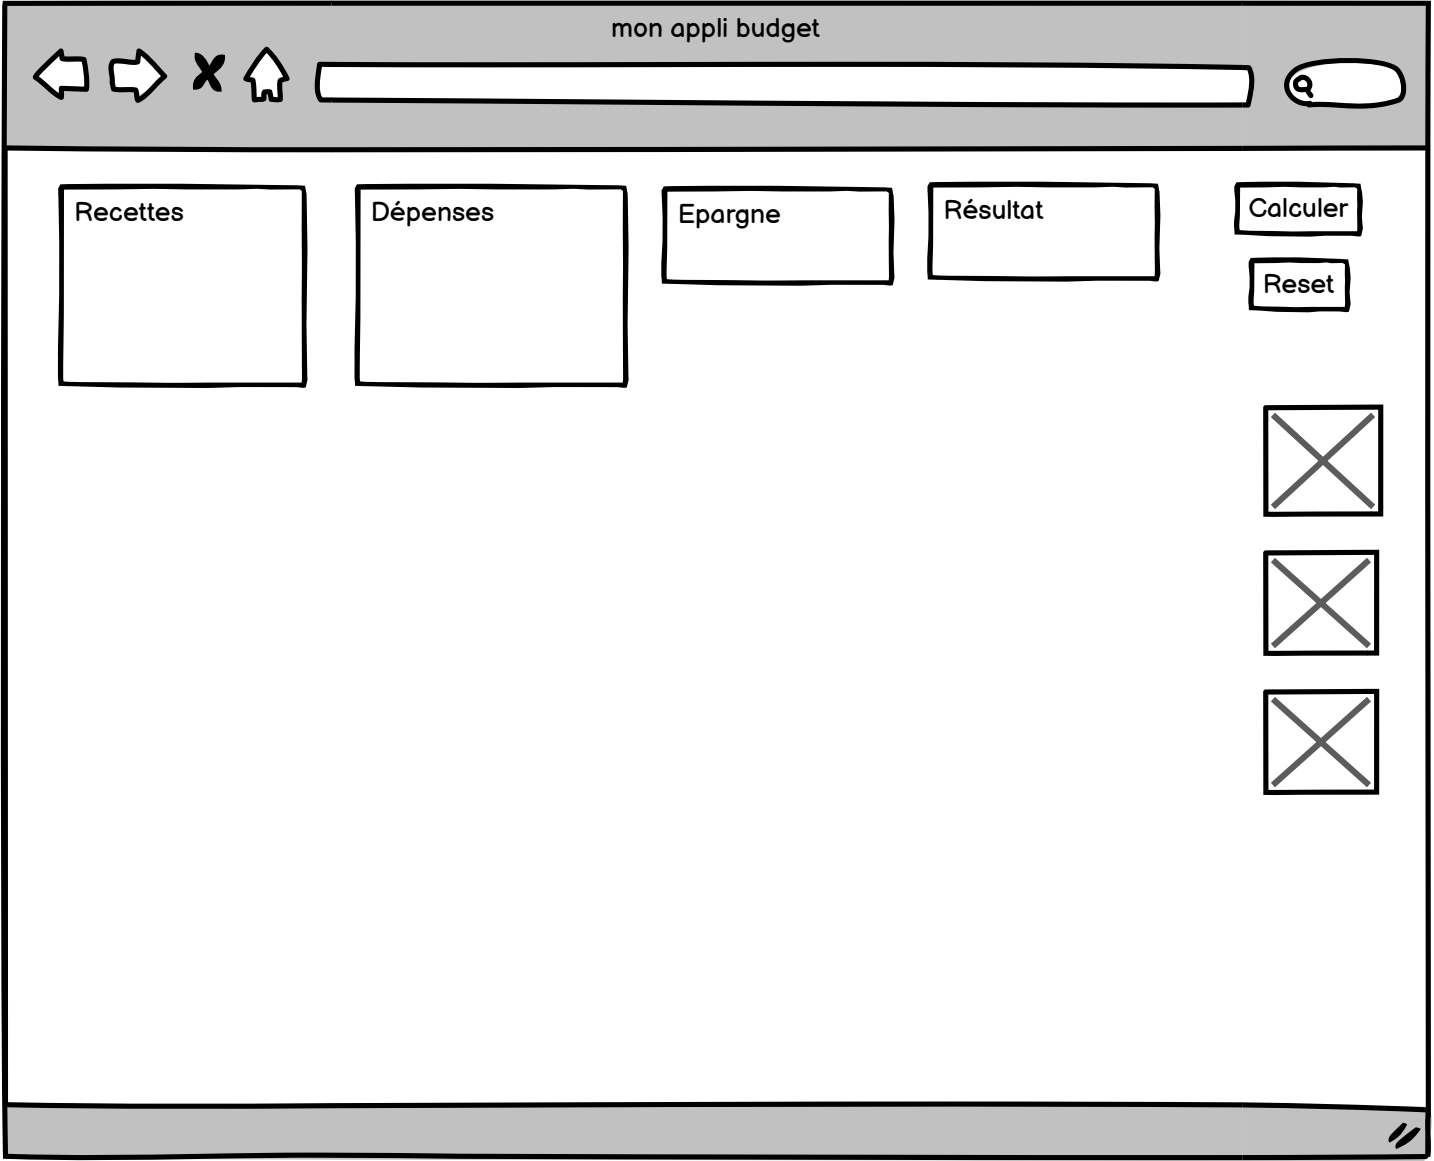 mon appli budget
Recettes
Dépenses
Epargne
Résultat
Calculer
Reset